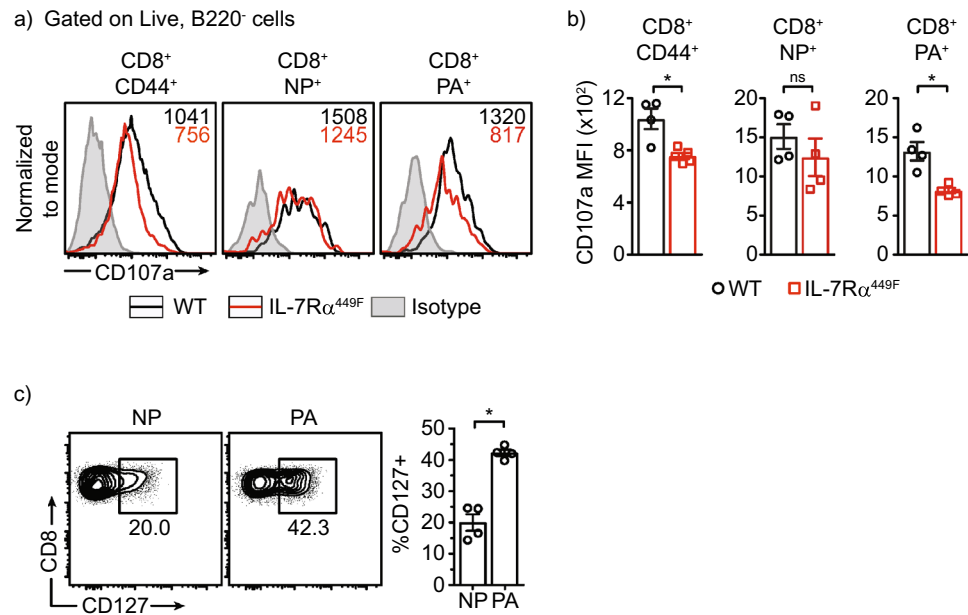 a) Gated on Live, B220⁻ cells
CD8⁺
CD44⁺
CD8⁺
NP⁺
CD8⁺
PA⁺
Normalized
to mode
1041
756
1508
1245
1320
817
CD107a
WT
IL-7Rα⁴⁴⁹F
Isotype
b)
CD8⁺
CD44⁺
CD8⁺
NP⁺
CD8⁺
PA⁺
CD107a MFI (x10²)
*
12
8
4
0
ns
20
15
10
5
0
*
20
15
10
5
0
WT
IL-7Rα⁴⁴⁹F
c)
NP
PA
CD8
20.0
42.3
CD127
%CD127+
*
50
40
30
20
10
0
NP PA